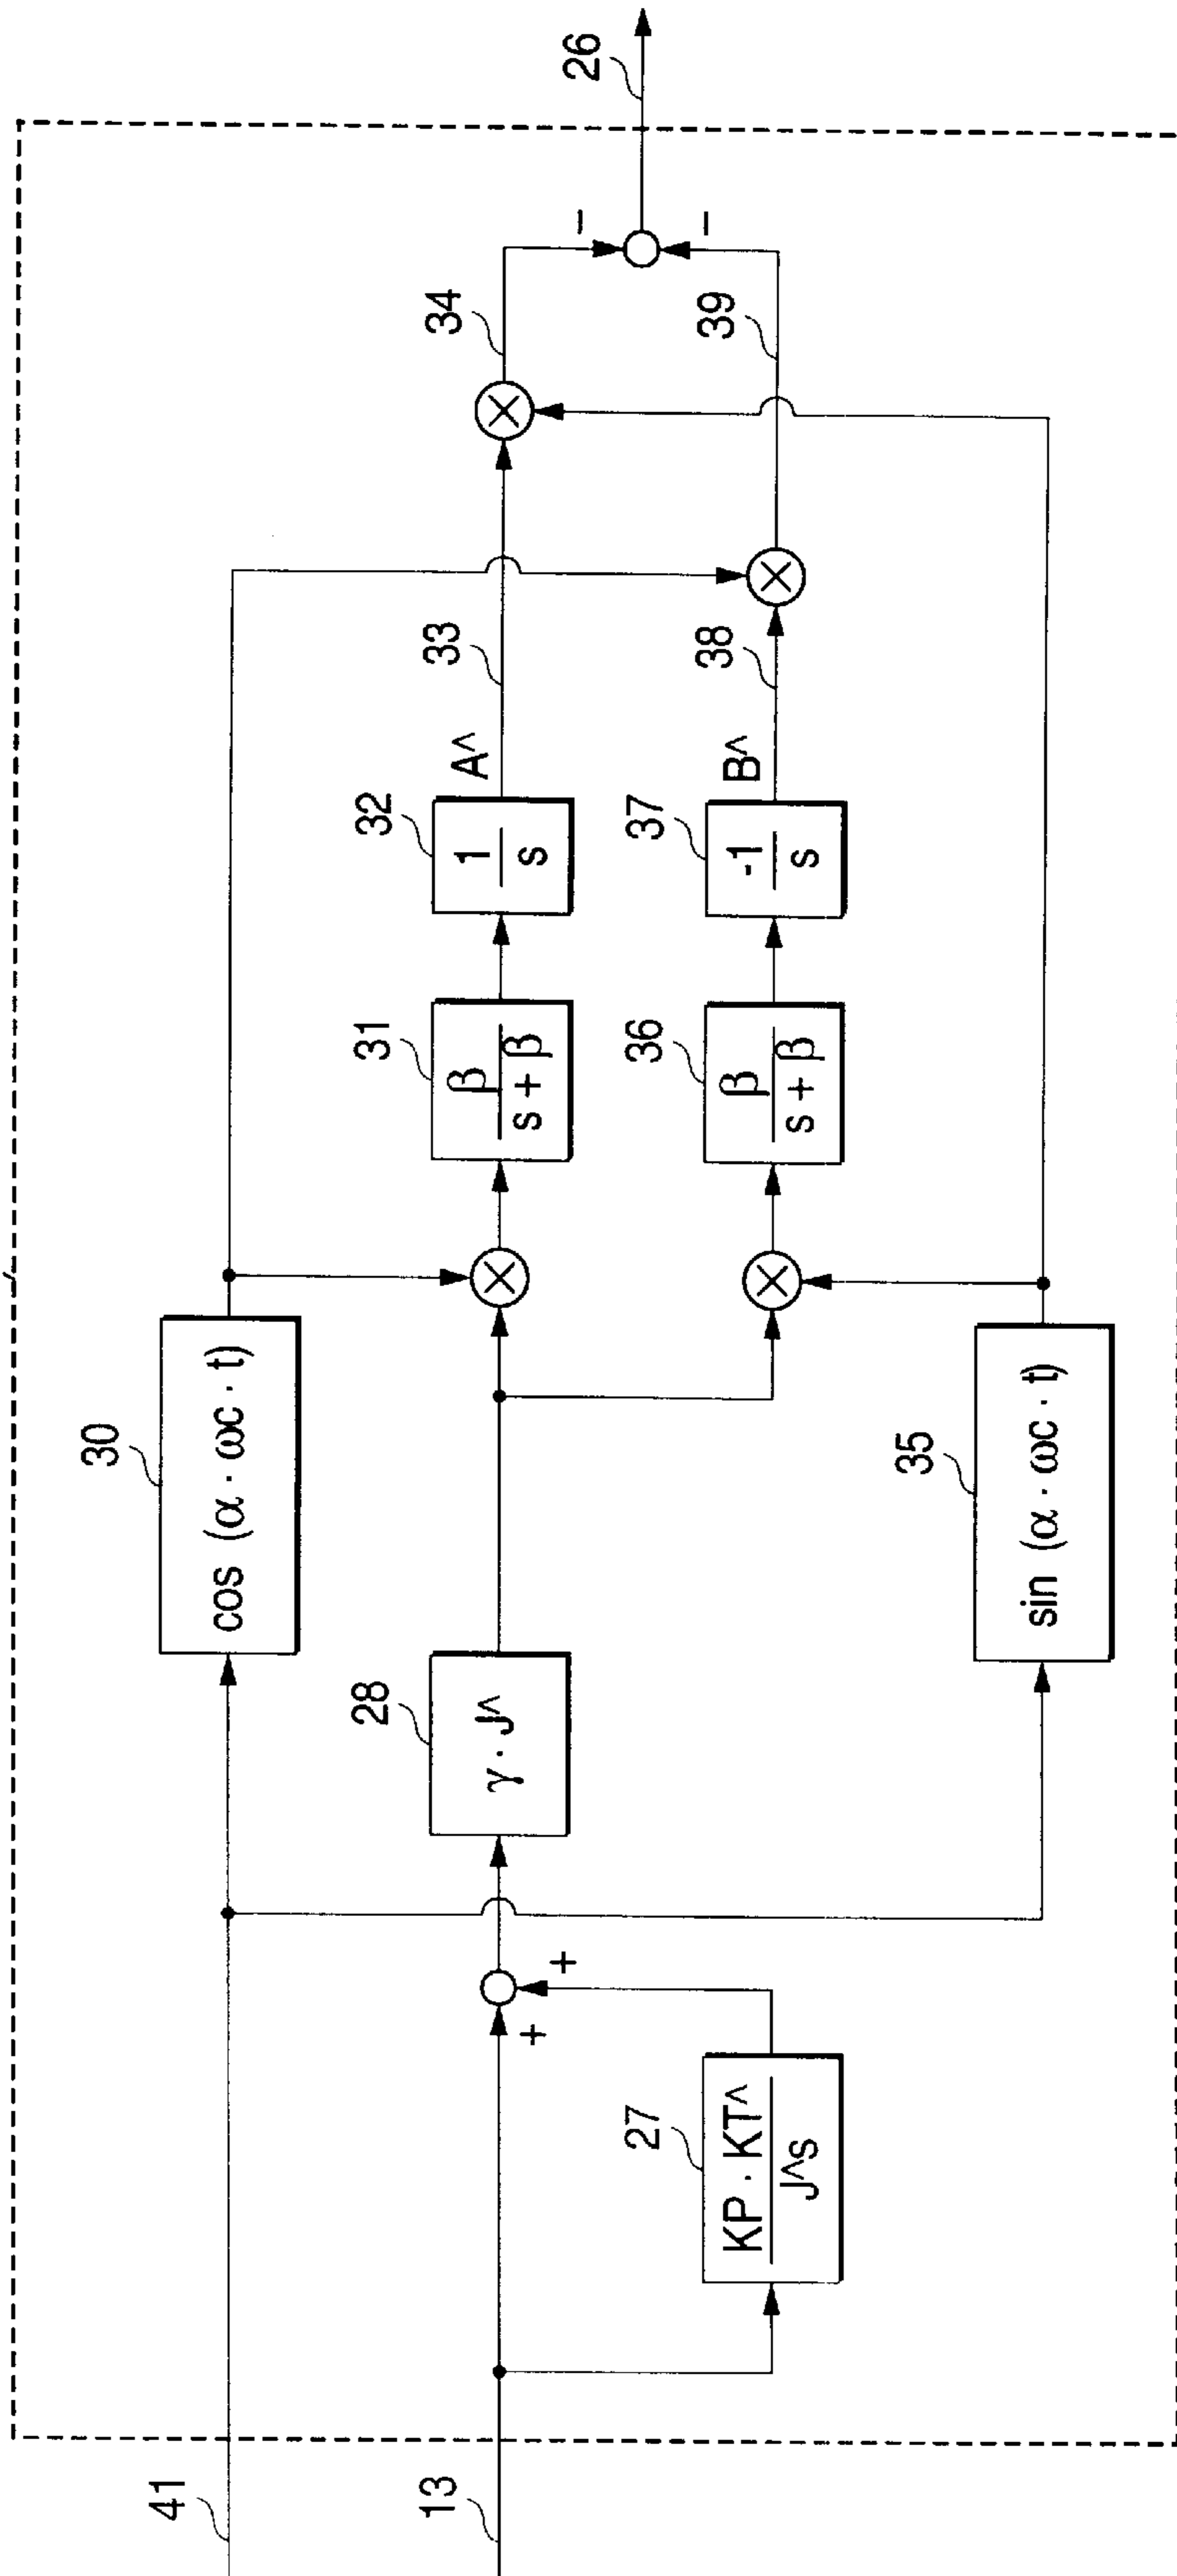 41
13
27
KP · KT^
J^s
+
+
28
γ · J^
30
cos (α · ωc · t)
35
sin (α · ωc · t)
31
β
s + β
32
1
s
A^
33
34
36
β
s + β
37
-1
s
B^
38
39
−
−
26